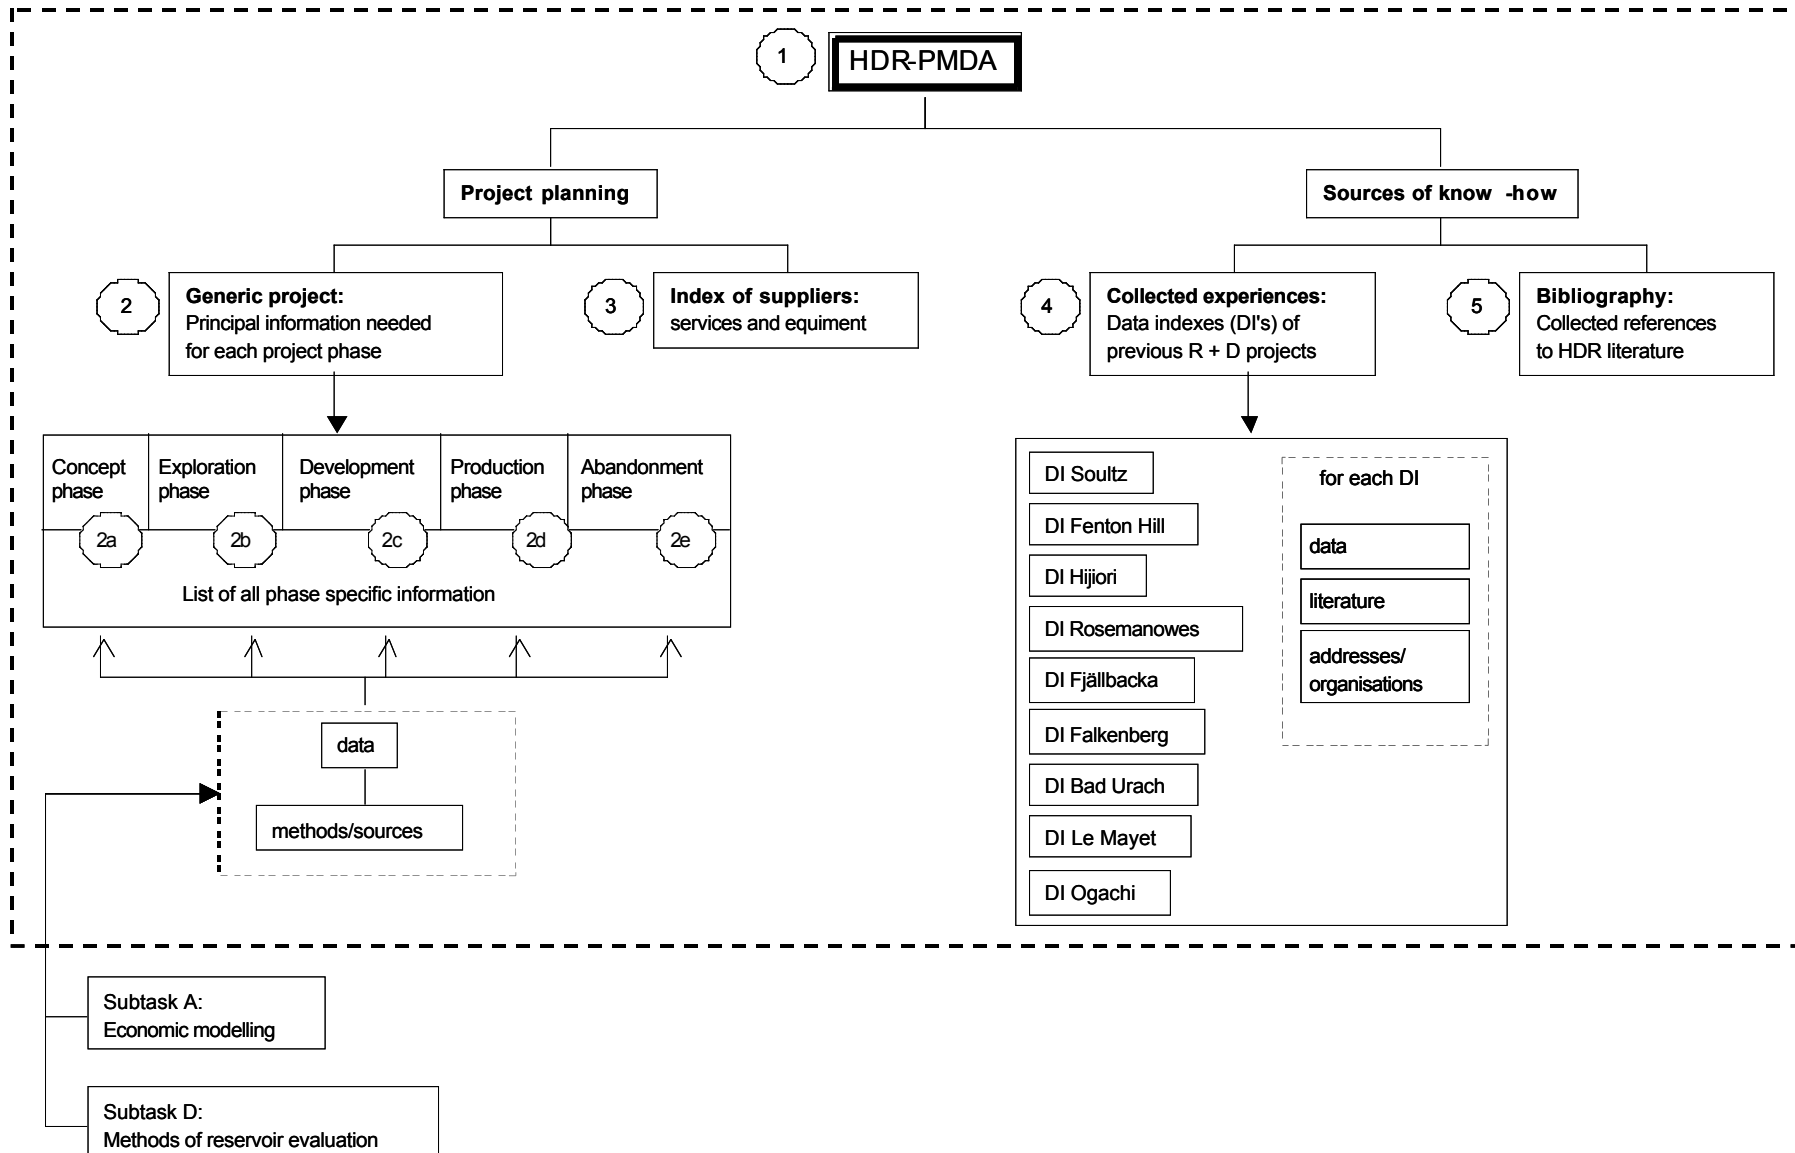 1
HDR-PMDA
Project planning
Sources of know -how
2
Generic project:
Principal information needed
for each project phase
3
Index of suppliers:
services and equiment
4
Collected experiences:
Data indexes (DI's) of
previous R + D projects
5
Bibliography:
Collected references
to HDR literature
Concept
phase
Exploration
phase
Development
phase
Production
phase
Abandonment
phase
2a
2b
2c
2d
2e
List of all phase specific information
data
methods/sources
DI Soultz
DI Fenton Hill
DI Hijiori
DI Rosemanowes
DI Fjällbacka
DI Falkenberg
DI Bad Urach
DI Le Mayet
DI Ogachi
for each DI
data
literature
addresses/
organisations
Subtask A:
Economic modelling
Subtask D:
Methods of reservoir evaluation